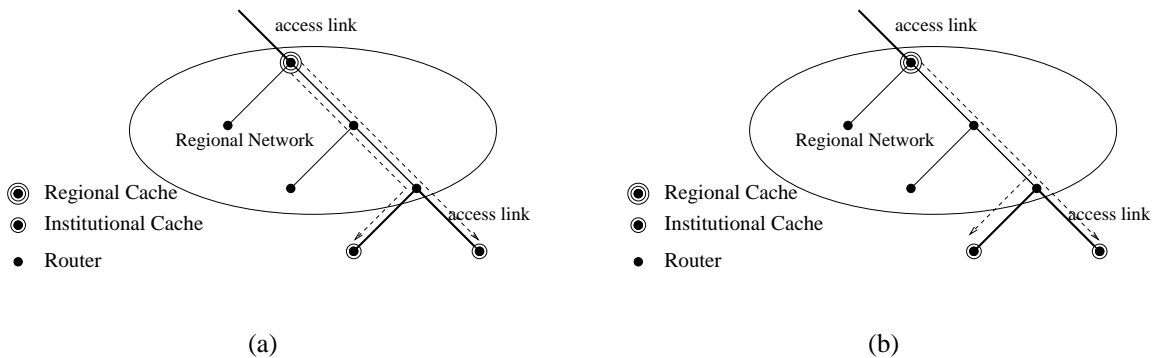 access link
Regional Network
Regional Cache
access link
Institutional Cache
Router
(a)
access link
Regional Network
Regional Cache
access link
Institutional Cache
Router
(b)